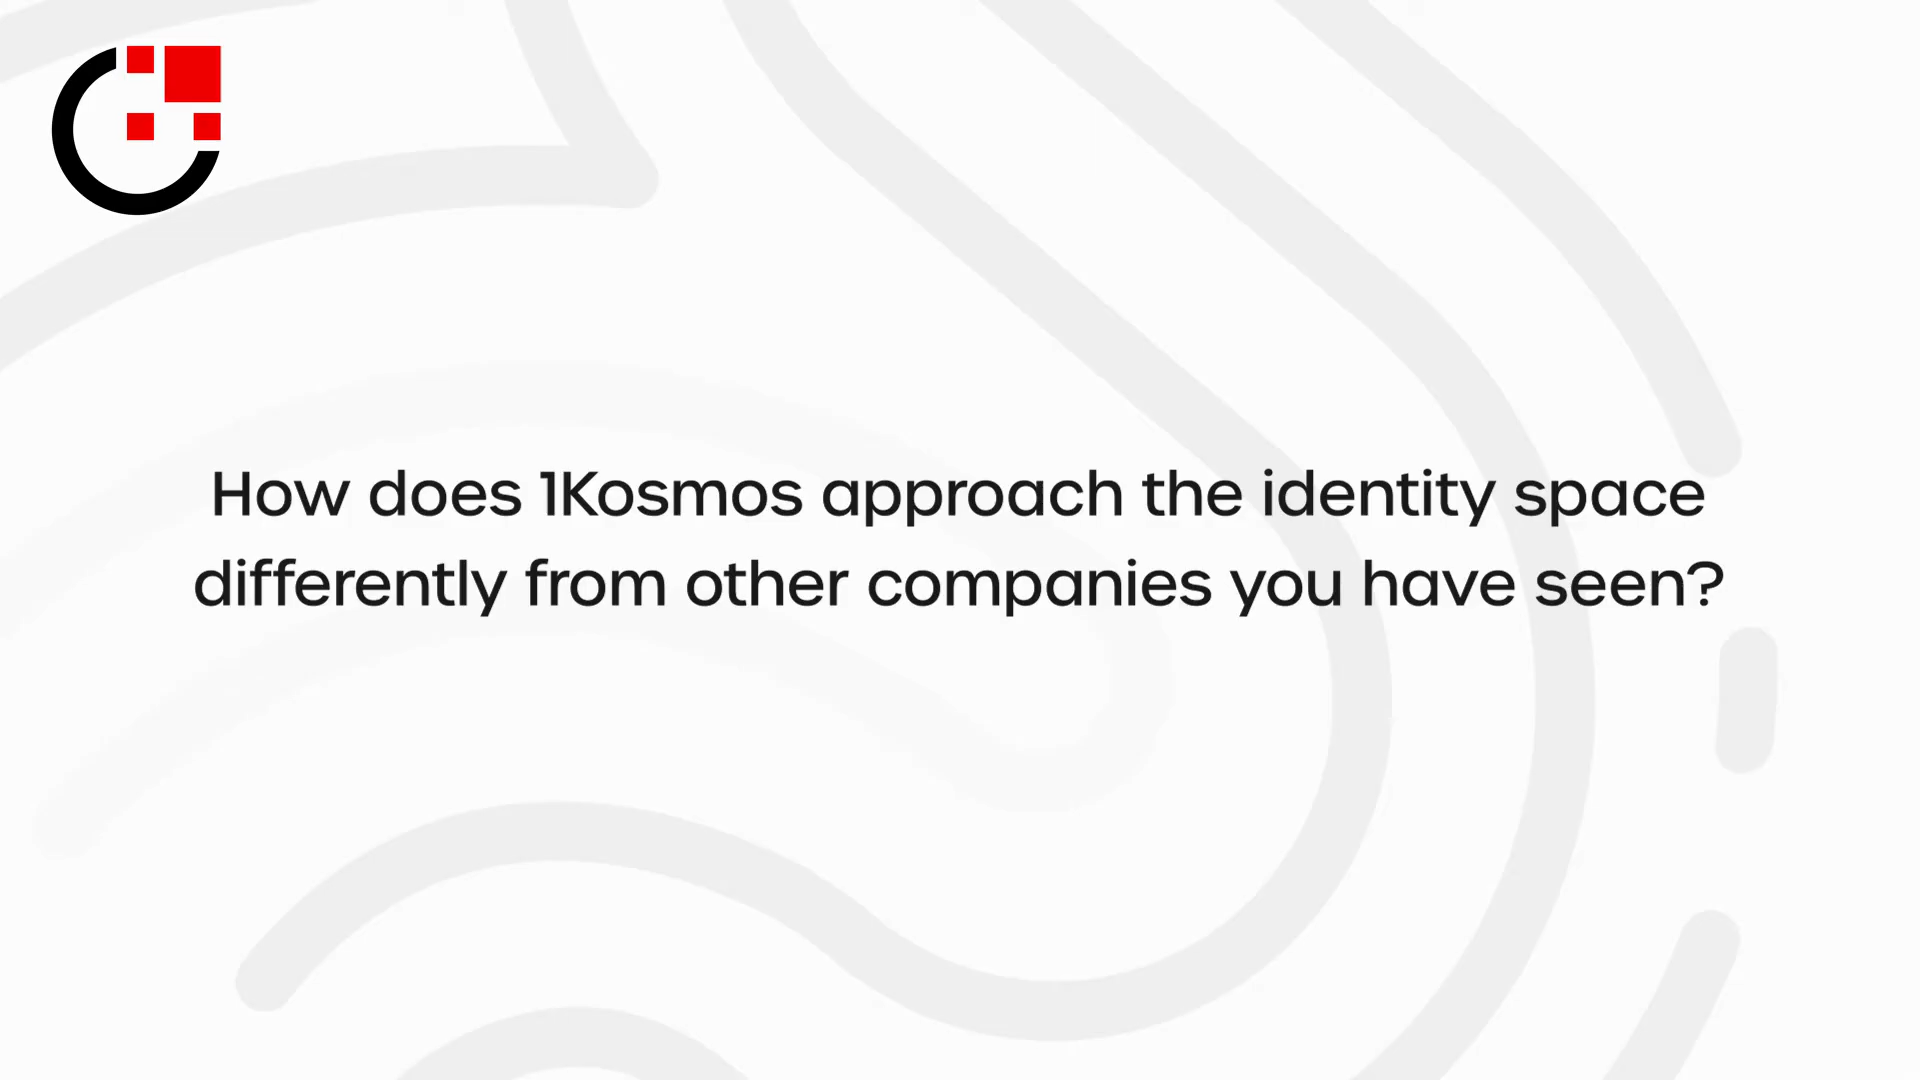 How does 1Kosmos approach the identity space
differently from other companies you have seen?